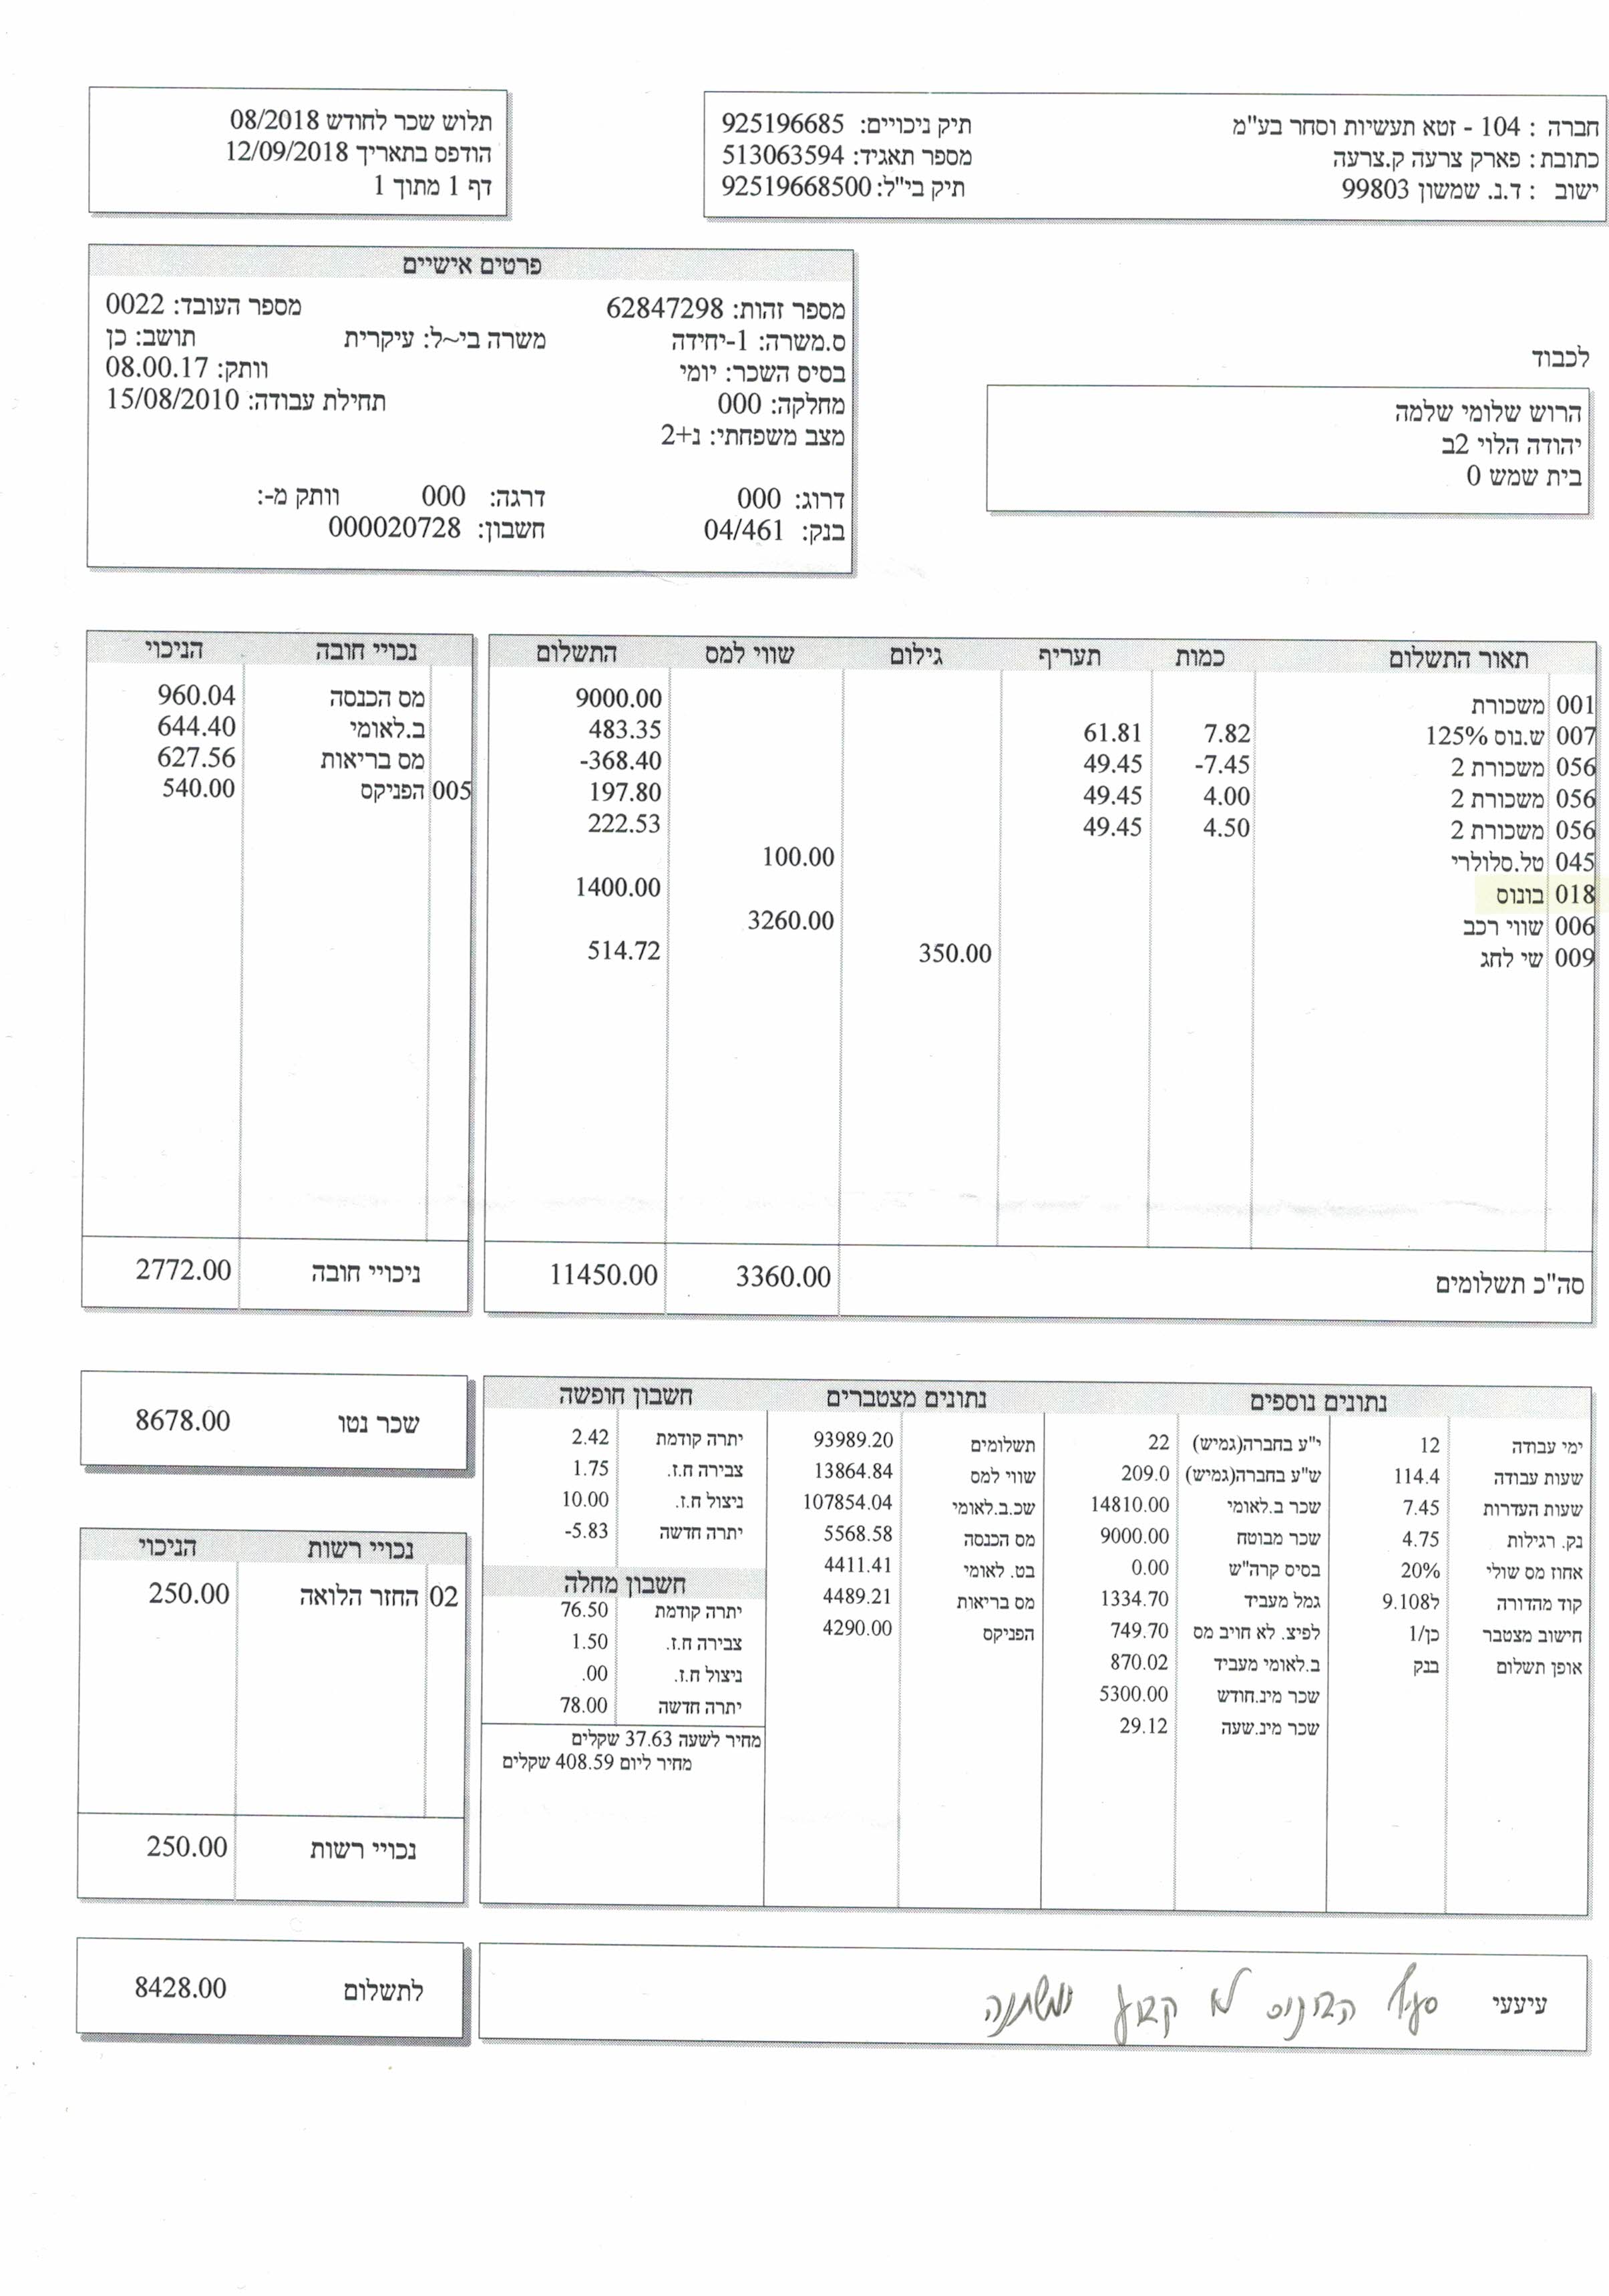 חברה : 104 - זטא תעשיות וסחר בע"מ תיק ניכויים: 925196685
כתובת : פארק צרעה ק.צרעה מספר תאגיד: 513063594
ישוב : ד.נ. שמשון 99803 תיק בי"ל: 92519668500
תלוש שכר לחודש 08/2018
הודפס בתאריך 12/09/2018
דף 1 מתוך 1
פרטים אישיים
מספר זהות: 62847298 מספר העובד: 0022
ס.משרה: 1-יחידה משרה בי~ל: עיקרית תושב: כן
בסיס השכר: יומי וותק: 08.00.17
מחלקה: 000 תחילת עבודה: 15/08/2010
מצב משפחתי: נ+2
דרוג: 000 דרגה: 000 וותק מ-:
בנק: 04/461 חשבון: 000020728
לכבוד
הרוש שלומי שלמה
יהודה הלוי 2ב
בית שמש 0
תאור התשלום כמות תעריף גילום שווי למס התשלום
001 משכורת 9000.00
007 ש.נוס 125% 7.82 61.81 483.35
056 משכורת 2 -7.45 49.45 -368.40
056 משכורת 2 4.00 49.45 197.80
056 משכורת 2 4.50 49.45 222.53
045 טל.סלולרי 100.00
018 בונוס 1400.00
006 שווי רכב 3260.00
009 שי לחג 350.00 514.72
סה"כ תשלומים 3360.00 11450.00
נכויי חובה הניכוי
מס הכנסה 960.04
ב.לאומי 644.40
מס בריאות 627.56
005 הפניקס 540.00
ניכויי חובה 2772.00
נתונים נוספים
ימי עבודה 12 י"ע בחברה(גמיש) 22
שעות עבודה 114.4 ש"ע בחברה(גמיש) 209.0
שעות העדרות 7.45 שכר ב.לאומי 14810.00
נק. רגילות 4.75 שכר מבוטח 9000.00
אחוז מס שולי 20% בסיס קרה"ש 0.00
קוד מהדורה ל9.108 גמל מעביד 1334.70
חישוב מצטבר כן/1 לפיצ. לא חויב מס 749.70
אופן תשלום בנק ב.לאומי מעביד 870.02
שכר מינ.חודש 5300.00
שכר מינ.שעה 29.12
נתונים מצטברים
תשלומים 93989.20
שווי למס 13864.84
שכ.ב.לאומי 107854.04
מס הכנסה 5568.58
בט. לאומי 4411.41
מס בריאות 4489.21
הפניקס 4290.00
חשבון חופשה
יתרה קודמת 2.42
צבירה ח.ז. 1.75
ניצול ח.ז. 10.00
יתרה חדשה -5.83
חשבון מחלה
יתרה קודמת 76.50
צבירה ח.ז. 1.50
ניצול ח.ז. .00
יתרה חדשה 78.00
מחיר לשעה 37.63 שקלים
מחיר ליום 408.59 שקלים
שכר נטו 8678.00
נכויי רשות הניכוי
02 החזר הלואה 250.00
נכויי רשות 250.00
לתשלום 8428.00
עיעעי סעיף הבונוס לא קבוע ומשתנה